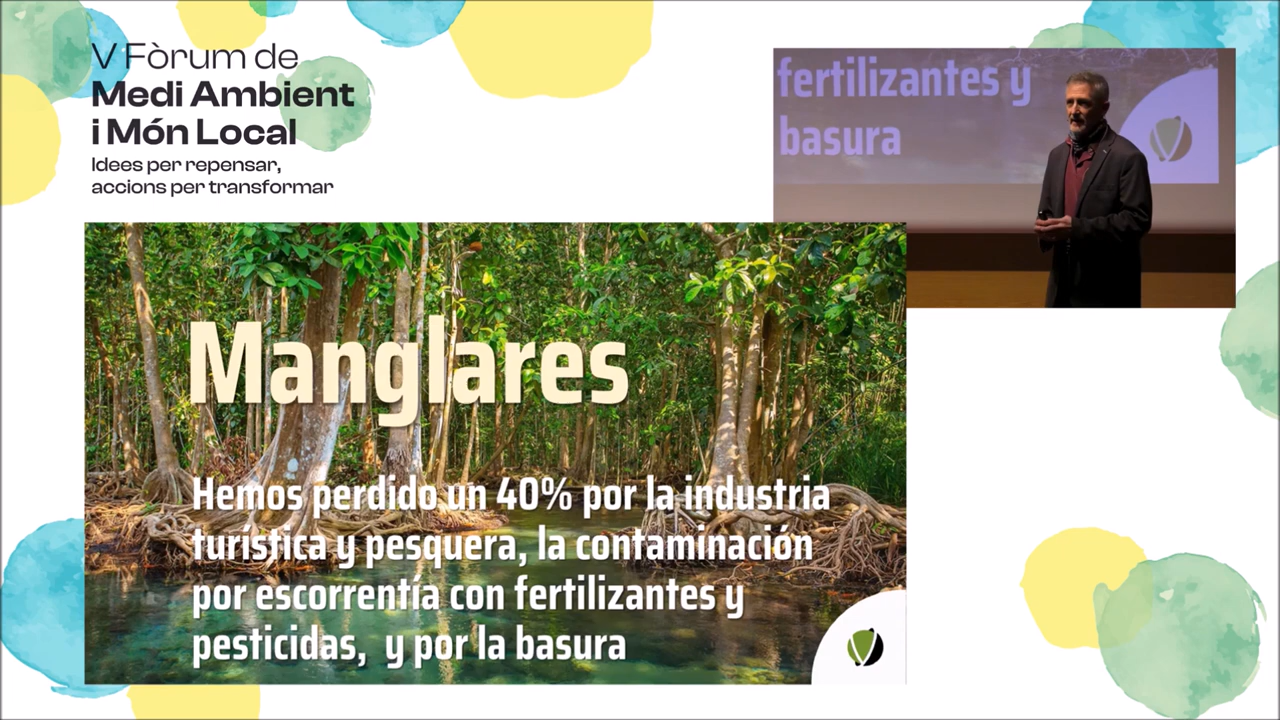 V Fòrum de
Medi Ambient
i Món Local
Idees per repensar,
accions per transformar
fertilizantes y
basura
Manglares
Hemos perdido un 40% por la industria
turística y pesquera, la contaminación
por escorrentía con fertilizantes y
pesticidas, y por la basura